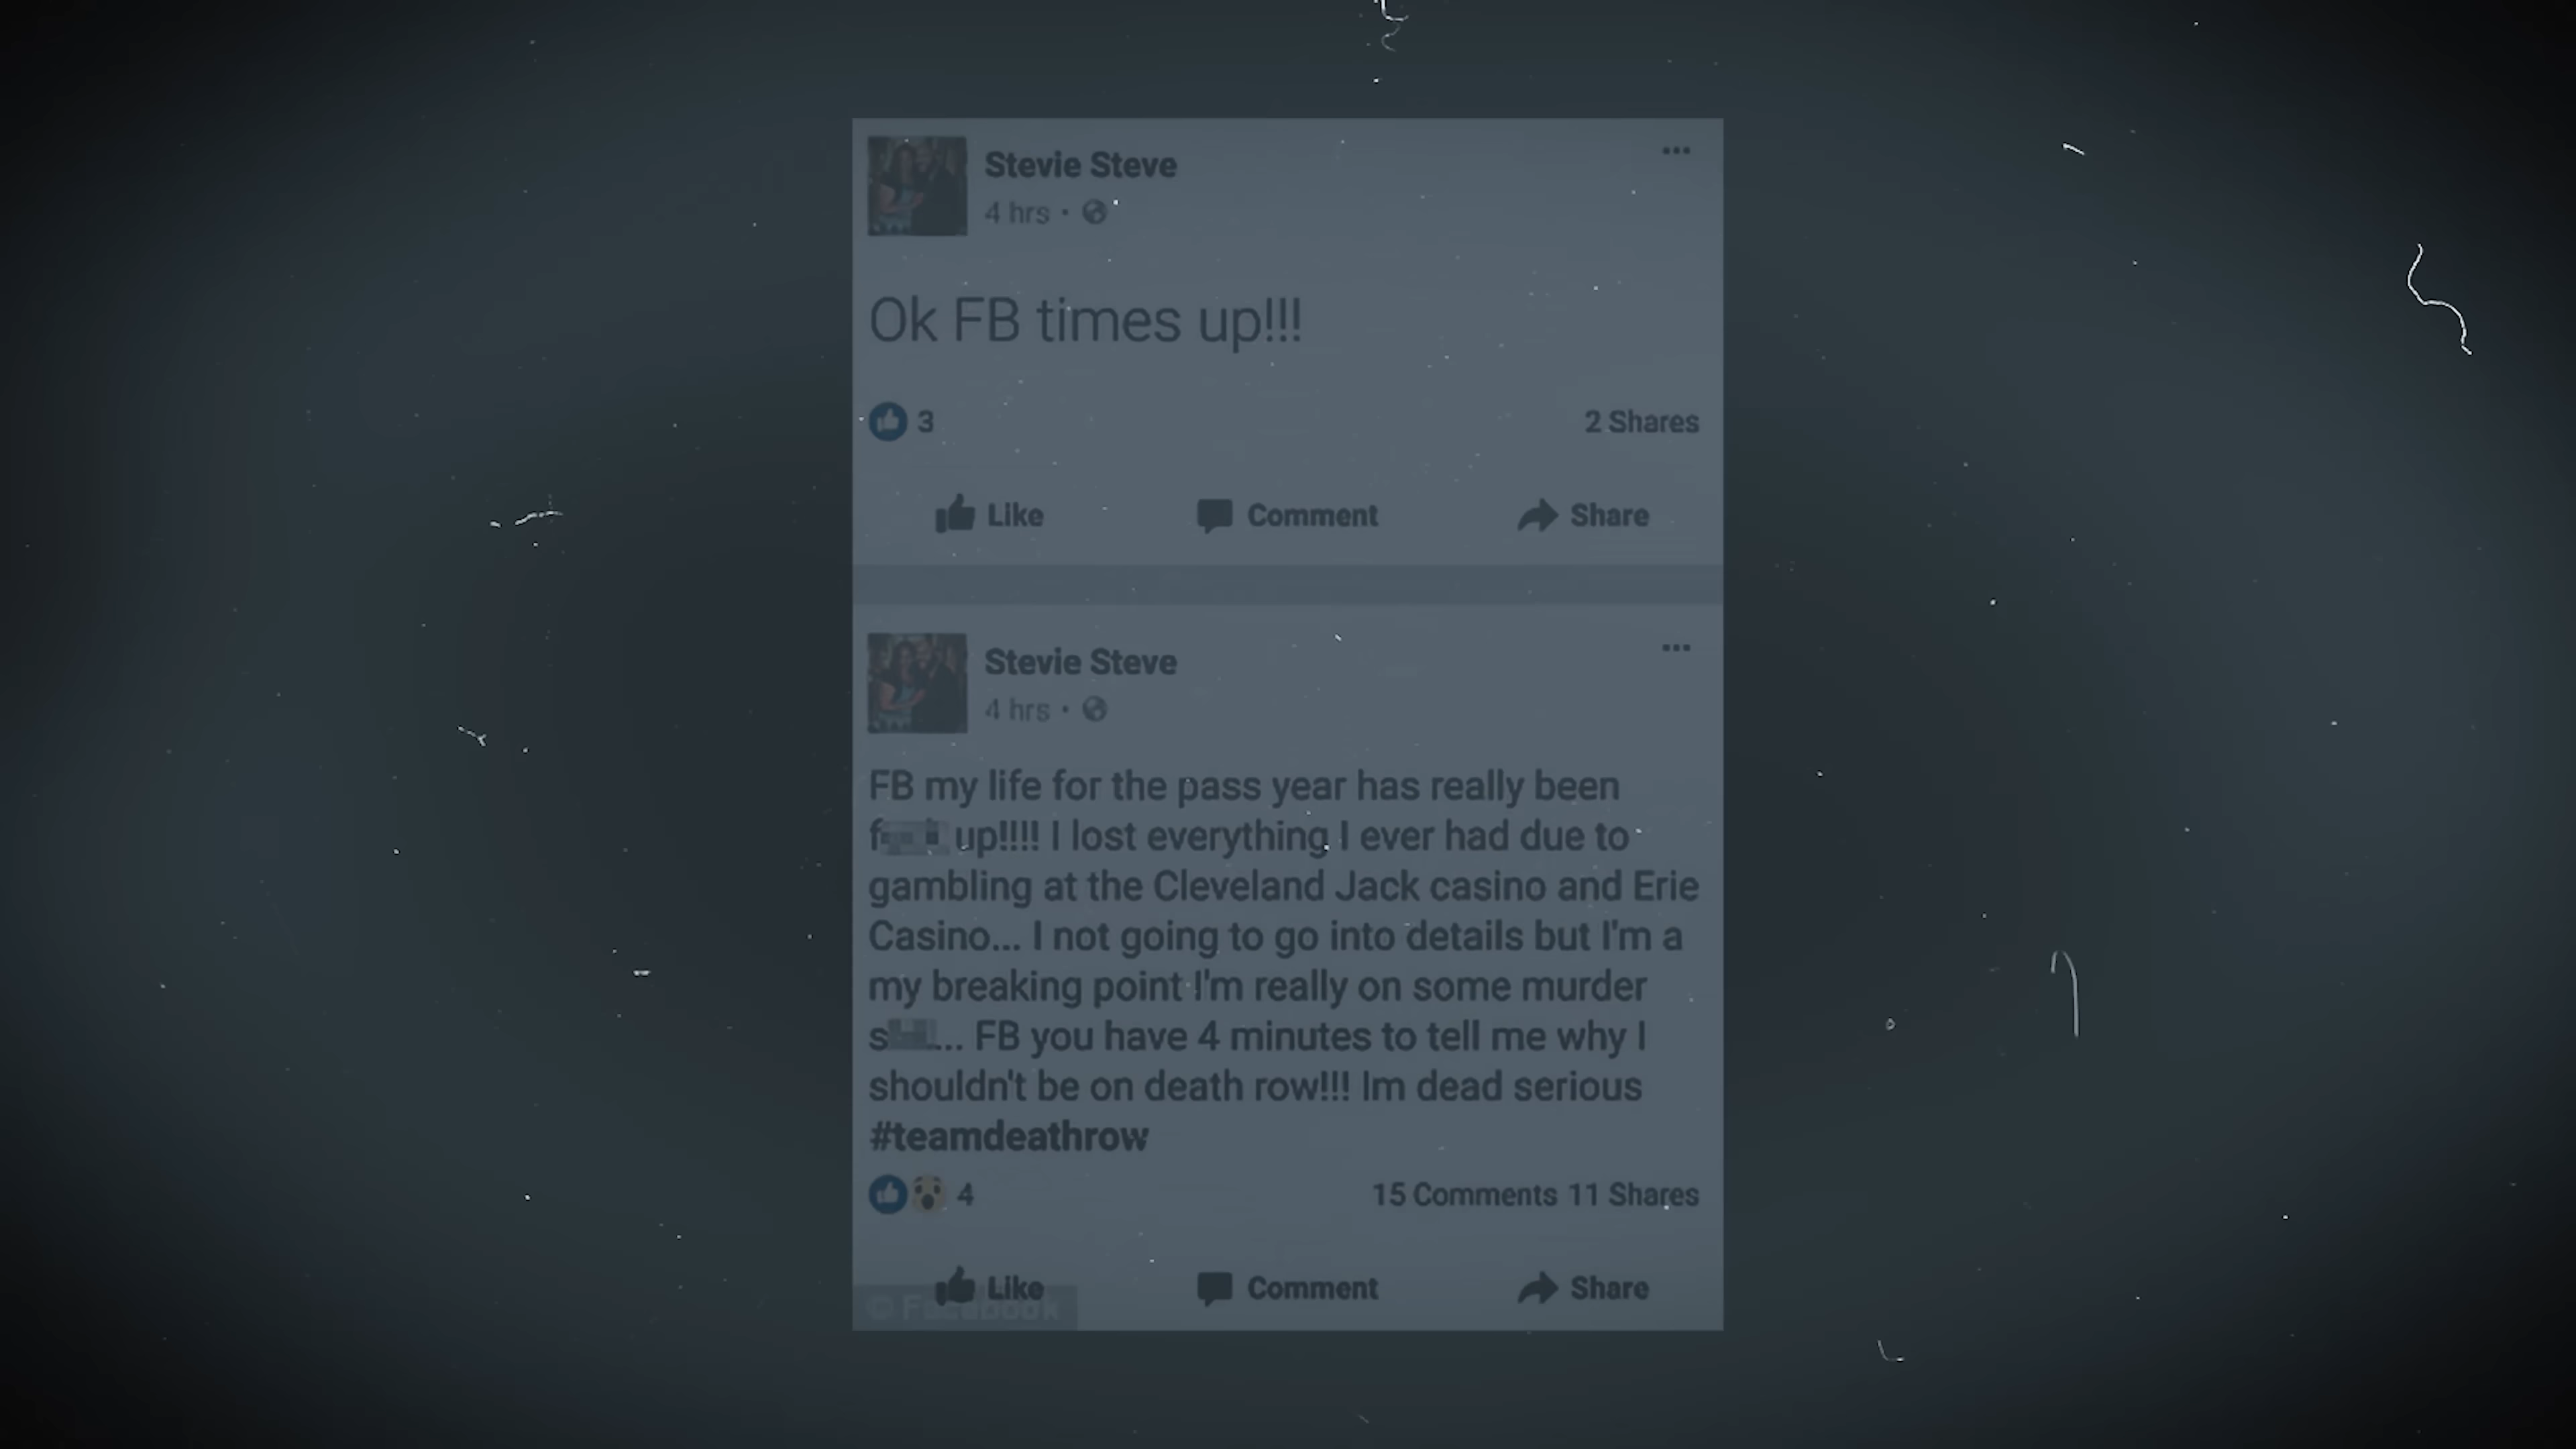 Stevie Steve
4 hrs ·
Ok FB times up!!!
3
2 Shares
Like
Comment
Share
Stevie Steve
4 hrs ·
FB my life for the pass year has really been
f up!!!! I lost everything I ever had due to
gambling at the Cleveland Jack casino and Erie
Casino... I not going to go into details but I'm a
my breaking point I'm really on some murder
s... FB you have 4 minutes to tell me why I
shouldn't be on death row!!! Im dead serious
#teamdeathrow
4
15 Comments 11 Shares
Like
Comment
Share
© Facebook